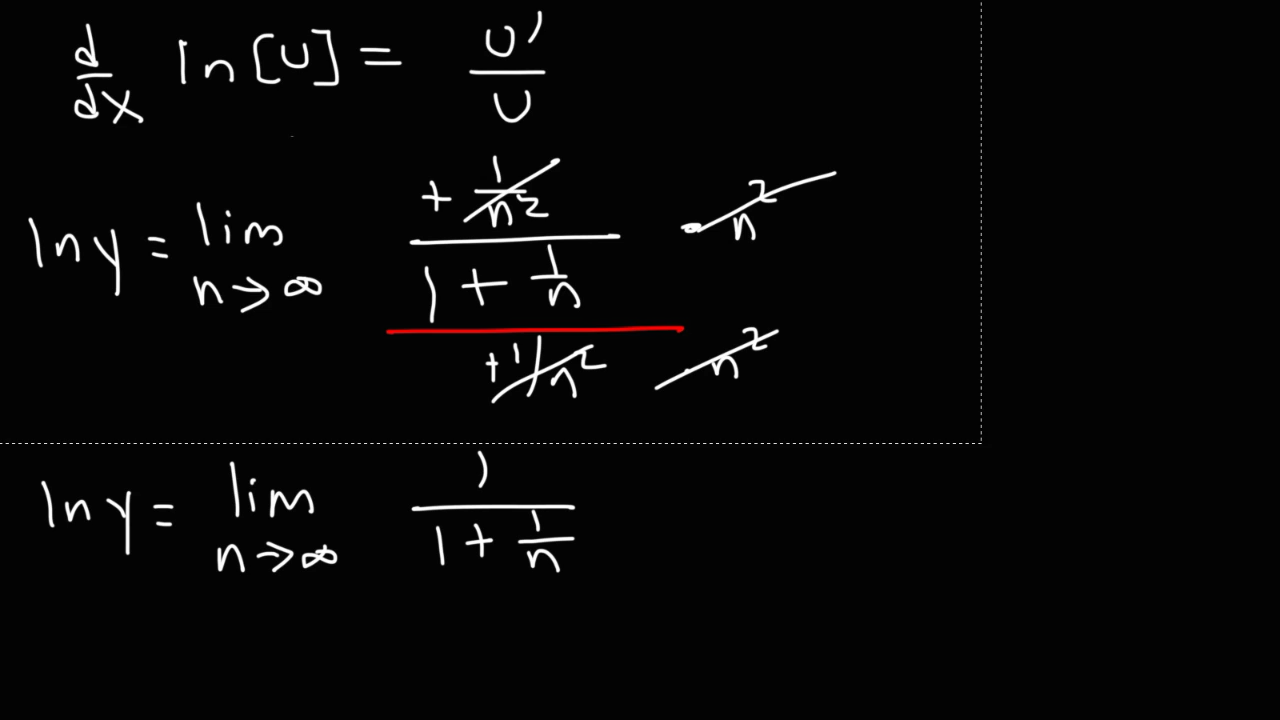 d/dx ln[u] = u'/u
ln y = lim n→∞ (+ 1/n²)/(1 + 1/n) n²
+1/n² n²
ln y = lim n→∞ 1/(1 + 1/n)